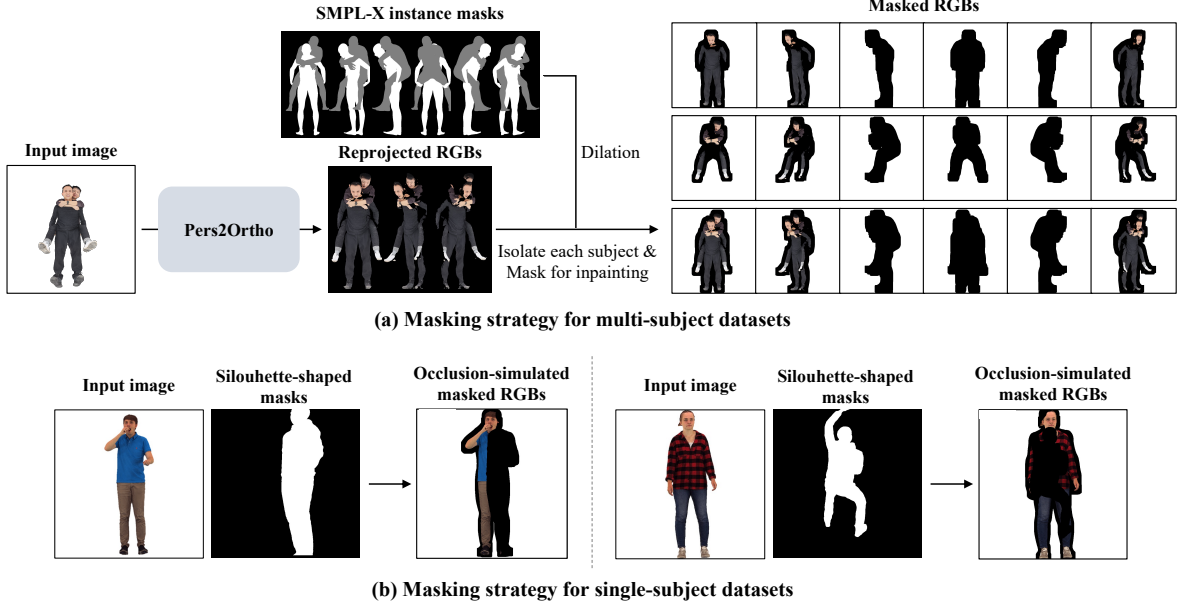 SMPL-X instance masks
Masked RGBs
Input image
Reprojected RGBs
Dilation
Pers2Ortho
Isolate each subject &
Mask for inpainting
(a) Masking strategy for multi-subject datasets
Input image
Silouhette-shaped
masks
Occlusion-simulated
masked RGBs
Input image
Silouhette-shaped
masks
Occlusion-simulated
masked RGBs
(b) Masking strategy for single-subject datasets